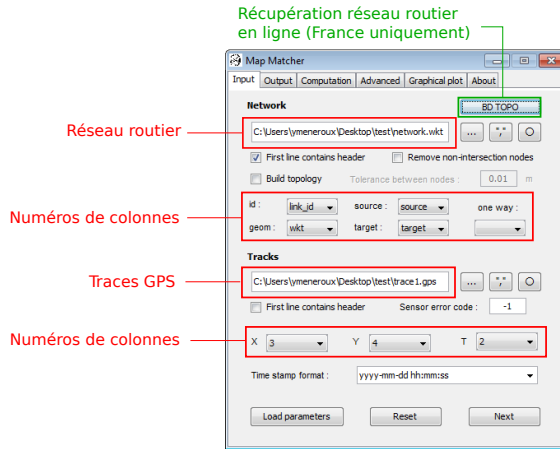 Récupération réseau routier
en ligne (France uniquement)
Map Matcher
Input Output Computation Advanced Graphical plot About
Network
BD TOPO
Réseau routier
C:\Users\ymeneroux\Desktop\test\network.wkt
... ";" O
First line contains header
Remove non-intersection nodes
Build topology
Tolerance between nodes :
0.01 m
Numéros de colonnes
id : link_id source : source one way :
geom : wkt target : target
Tracks
Traces GPS
C:\Users\ymeneroux\Desktop\test\trace1.gps
... ";" O
First line contains header
Sensor error code :
-1
Numéros de colonnes
X 3 Y 4 T 2
Time stamp format :
yyyy-mm-dd hh:mm:ss
Load parameters
Reset
Next